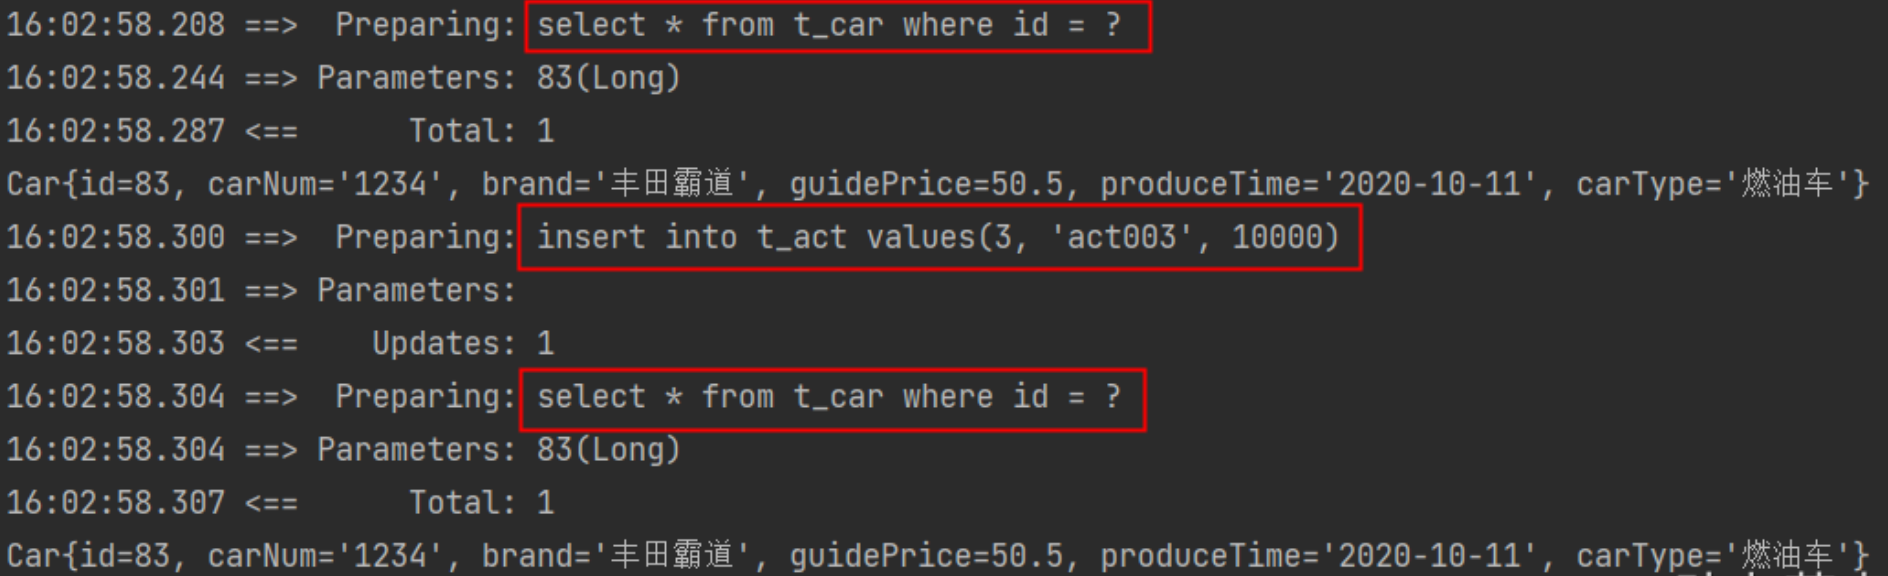 16:02:58.208 ==>  Preparing: select * from t_car where id = ?
16:02:58.244 ==> Parameters: 83(Long)
16:02:58.287 <==      Total: 1
Car{id=83, carNum='1234', brand='丰田霸道', guidePrice=50.5, produceTime='2020-10-11', carType='燃油车'}
16:02:58.300 ==>  Preparing: insert into t_act values(3, 'act003', 10000)
16:02:58.301 ==> Parameters:
16:02:58.303 <==    Updates: 1
16:02:58.304 ==>  Preparing: select * from t_car where id = ?
16:02:58.304 ==> Parameters: 83(Long)
16:02:58.307 <==      Total: 1
Car{id=83, carNum='1234', brand='丰田霸道', guidePrice=50.5, produceTime='2020-10-11', carType='燃油车'}